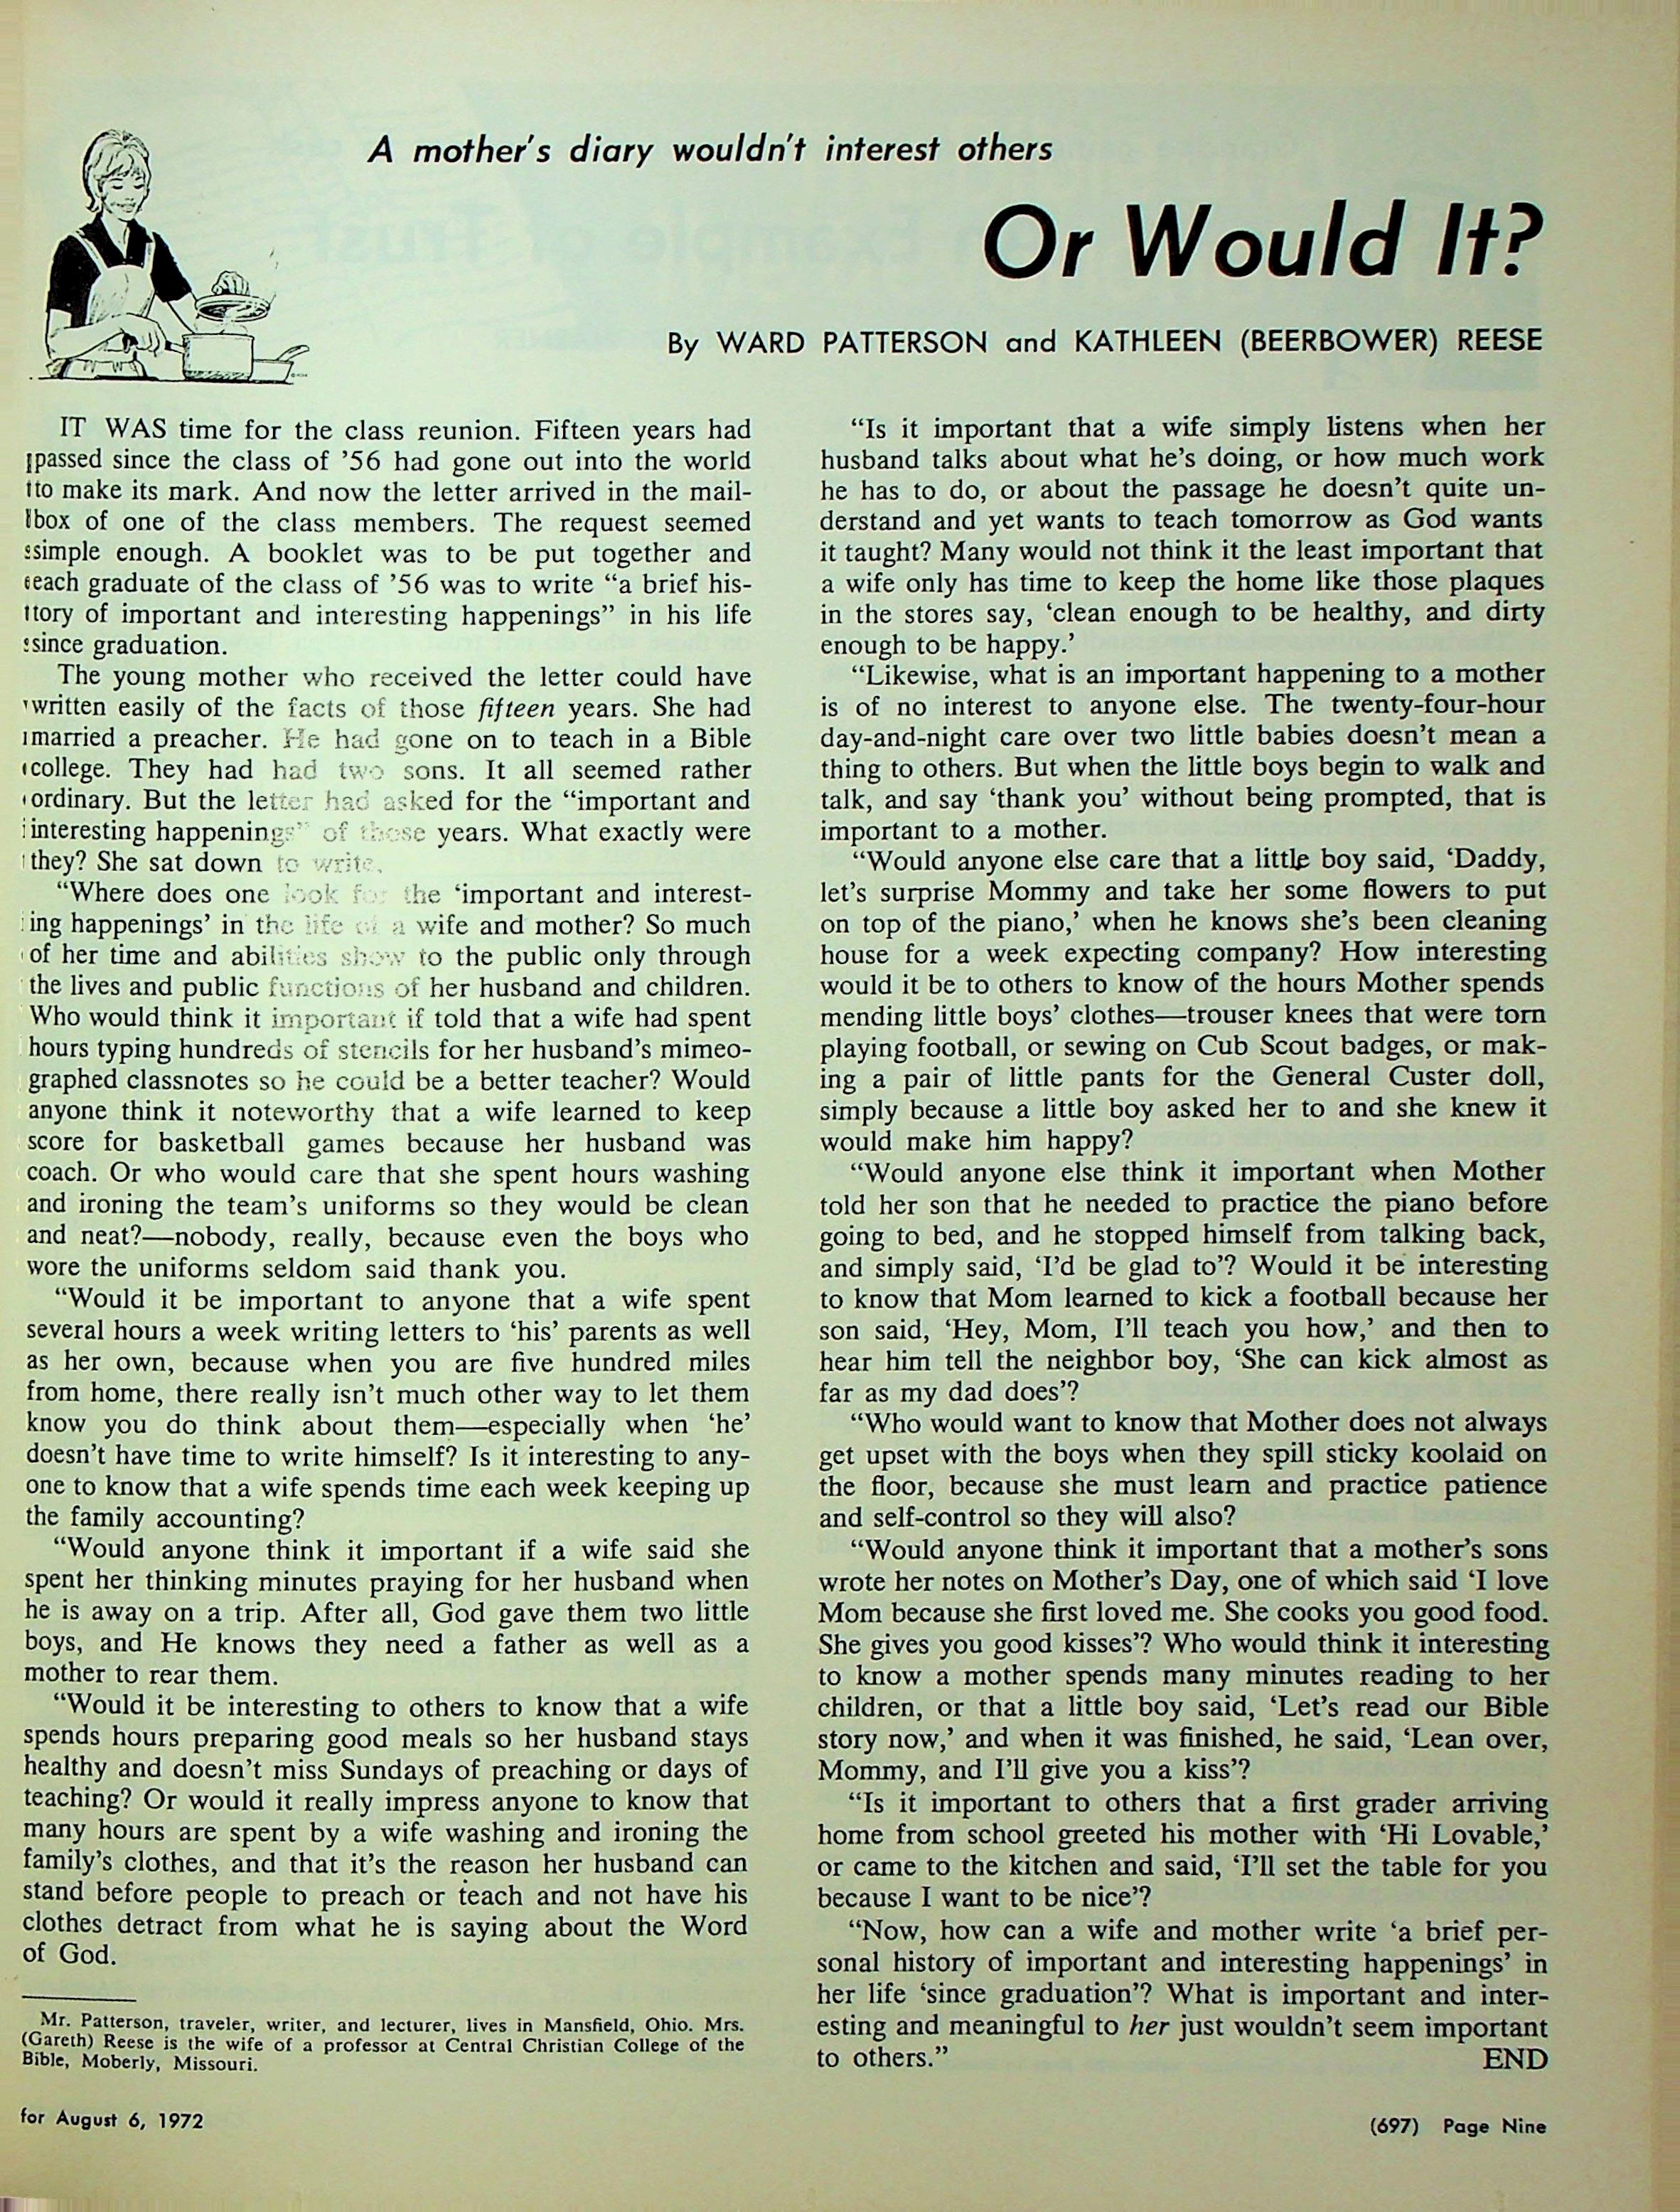 A mother's diary wouldn't interest others
Or Would It?
By WARD PATTERSON and KATHLEEN (BEERBOWER) REESE
IT WAS time for the class reunion. Fifteen years had
passed since the class of ’56 had gone out into the world
to make its mark. And now the letter arrived in the mail-
box of one of the class members. The request seemed
simple enough. A booklet was to be put together and
each graduate of the class of ’56 was to write “a brief his-
tory of important and interesting happenings” in his life
since graduation.
The young mother who received the letter could have
written easily of the facts of those fifteen years. She had
married a preacher. He had gone on to teach in a Bible
college. They had had two sons. It all seemed rather
ordinary. But the letter had asked for the “important and
interesting happenings” of those years. What exactly were
they? She sat down to write.
“Where does one look for the ‘important and interest-
ing happenings’ in the life of a wife and mother? So much
of her time and abilities show to the public only through
the lives and public functions of her husband and children.
Who would think it important if told that a wife had spent
hours typing hundreds of stencils for her husband’s mimeo-
graphed classnotes so he could be a better teacher? Would
anyone think it noteworthy that a wife learned to keep
score for basketball games because her husband was
coach. Or who would care that she spent hours washing
and ironing the team’s uniforms so they would be clean
and neat?—nobody, really, because even the boys who
wore the uniforms seldom said thank you.
“Would it be important to anyone that a wife spent
several hours a week writing letters to ‘his’ parents as well
as her own, because when you are five hundred miles
from home, there really isn’t much other way to let them
know you do think about them—especially when ‘he’
doesn’t have time to write himself? Is it interesting to any-
one to know that a wife spends time each week keeping up
the family accounting?
“Would anyone think it important if a wife said she
spent her thinking minutes praying for her husband when
he is away on a trip. After all, God gave them two little
boys, and He knows they need a father as well as a
mother to rear them.
“Would it be interesting to others to know that a wife
spends hours preparing good meals so her husband stays
healthy and doesn’t miss Sundays of preaching or days of
teaching? Or would it really impress anyone to know that
many hours are spent by a wife washing and ironing the
family’s clothes, and that it’s the reason her husband can
stand before people to preach or teach and not have his
clothes detract from what he is saying about the Word
of God.
Mr. Patterson, traveler, writer, and lecturer, lives in Mansfield, Ohio. Mrs.
(Gareth) Reese is the wife of a professor at Central Christian College of the
Bible, Moberly, Missouri.
“Is it important that a wife simply listens when her
husband talks about what he’s doing, or how much work
he has to do, or about the passage he doesn’t quite un-
derstand and yet wants to teach tomorrow as God wants
it taught? Many would not think it the least important that
a wife only has time to keep the home like those plaques
in the stores say, ‘clean enough to be healthy, and dirty
enough to be happy.’
“Likewise, what is an important happening to a mother
is of no interest to anyone else. The twenty-four-hour
day-and-night care over two little babies doesn’t mean a
thing to others. But when the little boys begin to walk and
talk, and say ‘thank you’ without being prompted, that is
important to a mother.
“Would anyone else care that a little boy said, ‘Daddy,
let’s surprise Mommy and take her some flowers to put
on top of the piano,’ when he knows she’s been cleaning
house for a week expecting company? How interesting
would it be to others to know of the hours Mother spends
mending little boys’ clothes—trouser knees that were torn
playing football, or sewing on Cub Scout badges, or mak-
ing a pair of little pants for the General Custer doll,
simply because a little boy asked her to and she knew it
would make him happy?
“Would anyone else think it important when Mother
told her son that he needed to practice the piano before
going to bed, and he stopped himself from talking back,
and simply said, ‘I’d be glad to’? Would it be interesting
to know that Mom learned to kick a football because her
son said, ‘Hey, Mom, I’ll teach you how,’ and then to
hear him tell the neighbor boy, ‘She can kick almost as
far as my dad does’?
“Who would want to know that Mother does not always
get upset with the boys when they spill sticky koolaid on
the floor, because she must learn and practice patience
and self-control so they will also?
“Would anyone think it important that a mother’s sons
wrote her notes on Mother’s Day, one of which said ‘I love
Mom because she first loved me. She cooks you good food.
She gives you good kisses’? Who would think it interesting
to know a mother spends many minutes reading to her
children, or that a little boy said, ‘Let’s read our Bible
story now,’ and when it was finished, he said, ‘Lean over,
Mommy, and I’ll give you a kiss’?
“Is it important to others that a first grader arriving
home from school greeted his mother with ‘Hi Lovable,’
or came to the kitchen and said, ‘I’ll set the table for you
because I want to be nice’?
“Now, how can a wife and mother write ‘a brief per-
sonal history of important and interesting happenings’ in
her life ‘since graduation’? What is important and inter-
esting and meaningful to her just wouldn’t seem important
to others.” END
for August 6, 1972
(697) Page Nine